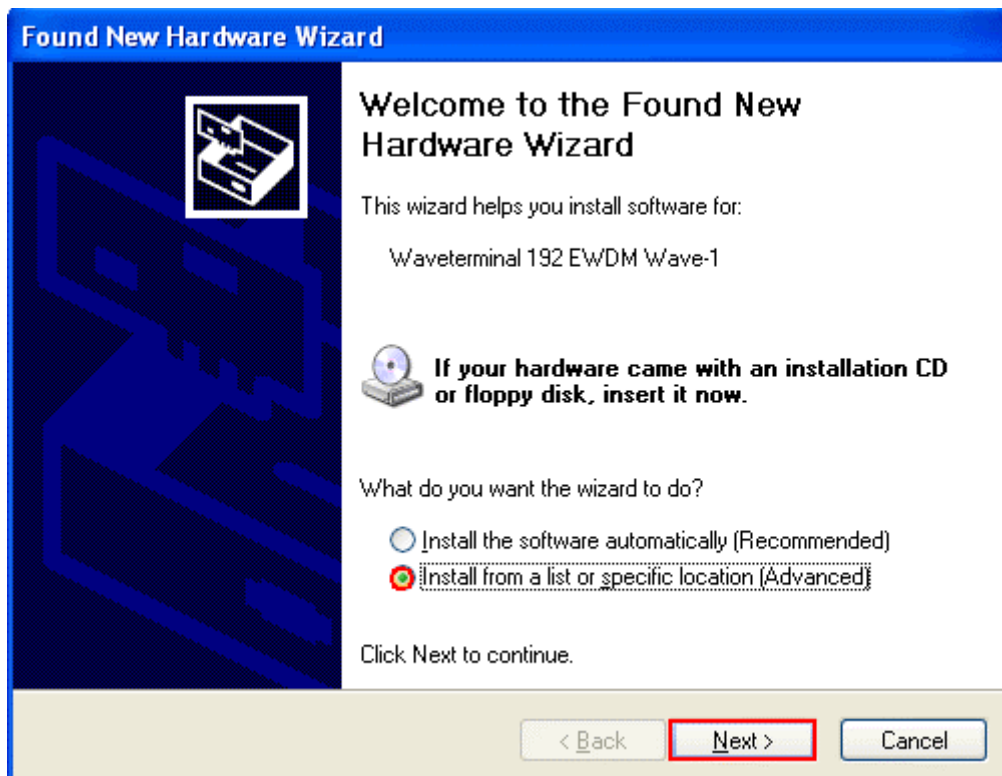 Found New Hardware Wizard
Welcome to the Found New
Hardware Wizard
This wizard helps you install software for:
Waveterminal 192 EWDM Wave-1
If your hardware came with an installation CD
or floppy disk, insert it now.
What do you want the wizard to do?
Install the software automatically (Recommended)
Install from a list or specific location (Advanced)
Click Next to continue.
< Back Next > Cancel